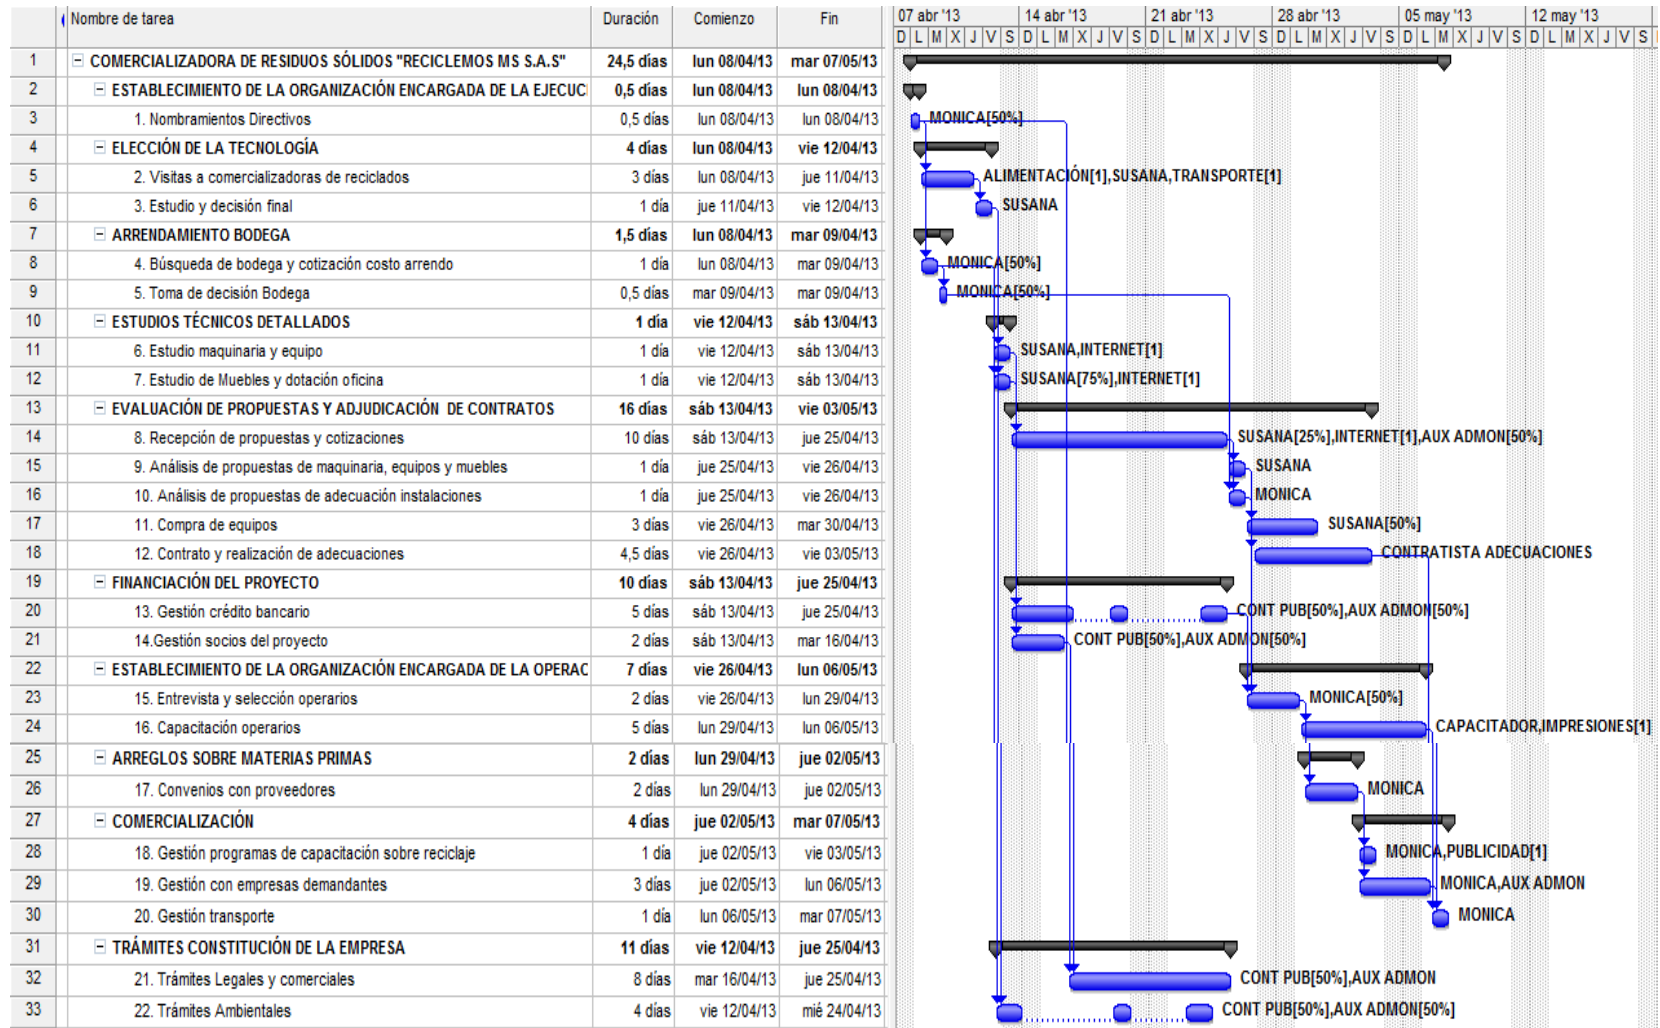 Nombre de tarea Duración Comienzo Fin 07 abr '13 14 abr '13 21 abr '13 28 abr '13 05 may '13 12 may '13
D L M X J V S D L M X J V S D L M X J V S D L M X J V S D L M X J V S D L M X J V S
1 COMERCIALIZADORA DE RESIDUOS SÓLIDOS "RECICLEMOS MS S.A.S" 24,5 días lun 08/04/13 mar 07/05/13
2 ESTABLECIMIENTO DE LA ORGANIZACIÓN ENCARGADA DE LA EJECUC 0,5 días lun 08/04/13 lun 08/04/13
3 1. Nombramientos Directivos 0,5 días lun 08/04/13 lun 08/04/13 MONICA[50%]
4 ELECCIÓN DE LA TECNOLOGÍA 4 días lun 08/04/13 vie 12/04/13
5 2. Visitas a comercializadoras de reciclados 3 días lun 08/04/13 jue 11/04/13 ALIMENTACIÓN[1],SUSANA,TRANSPORTE[1]
6 3. Estudio y decisión final 1 día jue 11/04/13 vie 12/04/13 SUSANA
7 ARRENDAMIENTO BODEGA 1,5 días lun 08/04/13 mar 09/04/13
8 4. Búsqueda de bodega y cotización costo arrendo 1 día lun 08/04/13 mar 09/04/13 MONICA[50%]
9 5. Toma de decisión Bodega 0,5 días mar 09/04/13 mar 09/04/13 MONICA[50%]
10 ESTUDIOS TÉCNICOS DETALLADOS 1 día vie 12/04/13 sáb 13/04/13
11 6. Estudio maquinaria y equipo 1 día vie 12/04/13 sáb 13/04/13 SUSANA,INTERNET[1]
12 7. Estudio de Muebles y dotación oficina 1 día vie 12/04/13 sáb 13/04/13 SUSANA[75%],INTERNET[1]
13 EVALUACIÓN DE PROPUESTAS Y ADJUDICACIÓN DE CONTRATOS 16 días sáb 13/04/13 vie 03/05/13
14 8. Recepción de propuestas y cotizaciones 10 días sáb 13/04/13 jue 25/04/13 SUSANA[25%],INTERNET[1],AUX ADMON[50%]
15 9. Análisis de propuestas de maquinaria, equipos y muebles 1 día jue 25/04/13 vie 26/04/13 SUSANA
16 10. Análisis de propuestas de adecuación instalaciones 1 día jue 25/04/13 vie 26/04/13 MONICA
17 11. Compra de equipos 3 días vie 26/04/13 mar 30/04/13 SUSANA[50%]
18 12. Contrato y realización de adecuaciones 4,5 días vie 26/04/13 vie 03/05/13 CONTRATISTA ADECUACIONES
19 FINANCIACIÓN DEL PROYECTO 10 días sáb 13/04/13 jue 25/04/13
20 13. Gestión crédito bancario 5 días sáb 13/04/13 jue 25/04/13 CONT PUB[50%],AUX ADMON[50%]
21 14.Gestión socios del proyecto 2 días sáb 13/04/13 mar 16/04/13 CONT PUB[50%],AUX ADMON[50%]
22 ESTABLECIMIENTO DE LA ORGANIZACIÓN ENCARGADA DE LA OPERAC 7 días vie 26/04/13 lun 06/05/13
23 15. Entrevista y selección operarios 2 días vie 26/04/13 lun 29/04/13 MONICA[50%]
24 16. Capacitación operarios 5 días lun 29/04/13 lun 06/05/13 CAPACITADOR,IMPRESIONES[1]
25 ARREGLOS SOBRE MATERIAS PRIMAS 2 días lun 29/04/13 jue 02/05/13
26 17. Convenios con proveedores 2 días lun 29/04/13 jue 02/05/13 MONICA
27 COMERCIALIZACIÓN 4 días jue 02/05/13 mar 07/05/13
28 18. Gestión programas de capacitación sobre reciclaje 1 día jue 02/05/13 vie 03/05/13 MONICA,PUBLICIDAD[1]
29 19. Gestión con empresas demandantes 3 días jue 02/05/13 lun 06/05/13 MONICA,AUX ADMON
30 20. Gestión transporte 1 día lun 06/05/13 mar 07/05/13 MONICA
31 TRÁMITES CONSTITUCIÓN DE LA EMPRESA 11 días vie 12/04/13 jue 25/04/13
32 21. Trámites Legales y comerciales 8 días mar 16/04/13 jue 25/04/13 CONT PUB[50%],AUX ADMON
33 22. Trámites Ambientales 4 días vie 12/04/13 mié 24/04/13 CONT PUB[50%],AUX ADMON[50%]